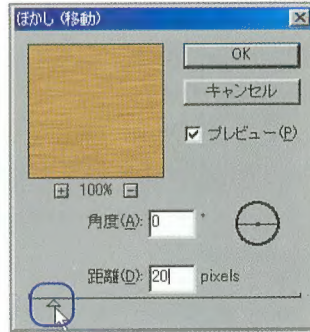 ぼかし (移動)
OK
キャンセル
プレビュー(P)
100%
角度(A): 0 °
距離(D): 20 pixels